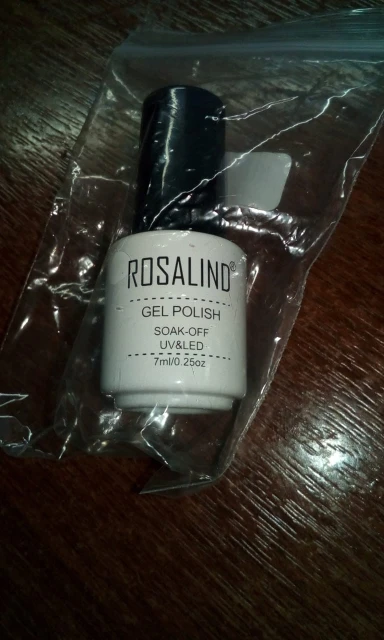 ROSALIND®
GEL POLISH
SOAK-OFF
UV&LED
7ml/0.25oz